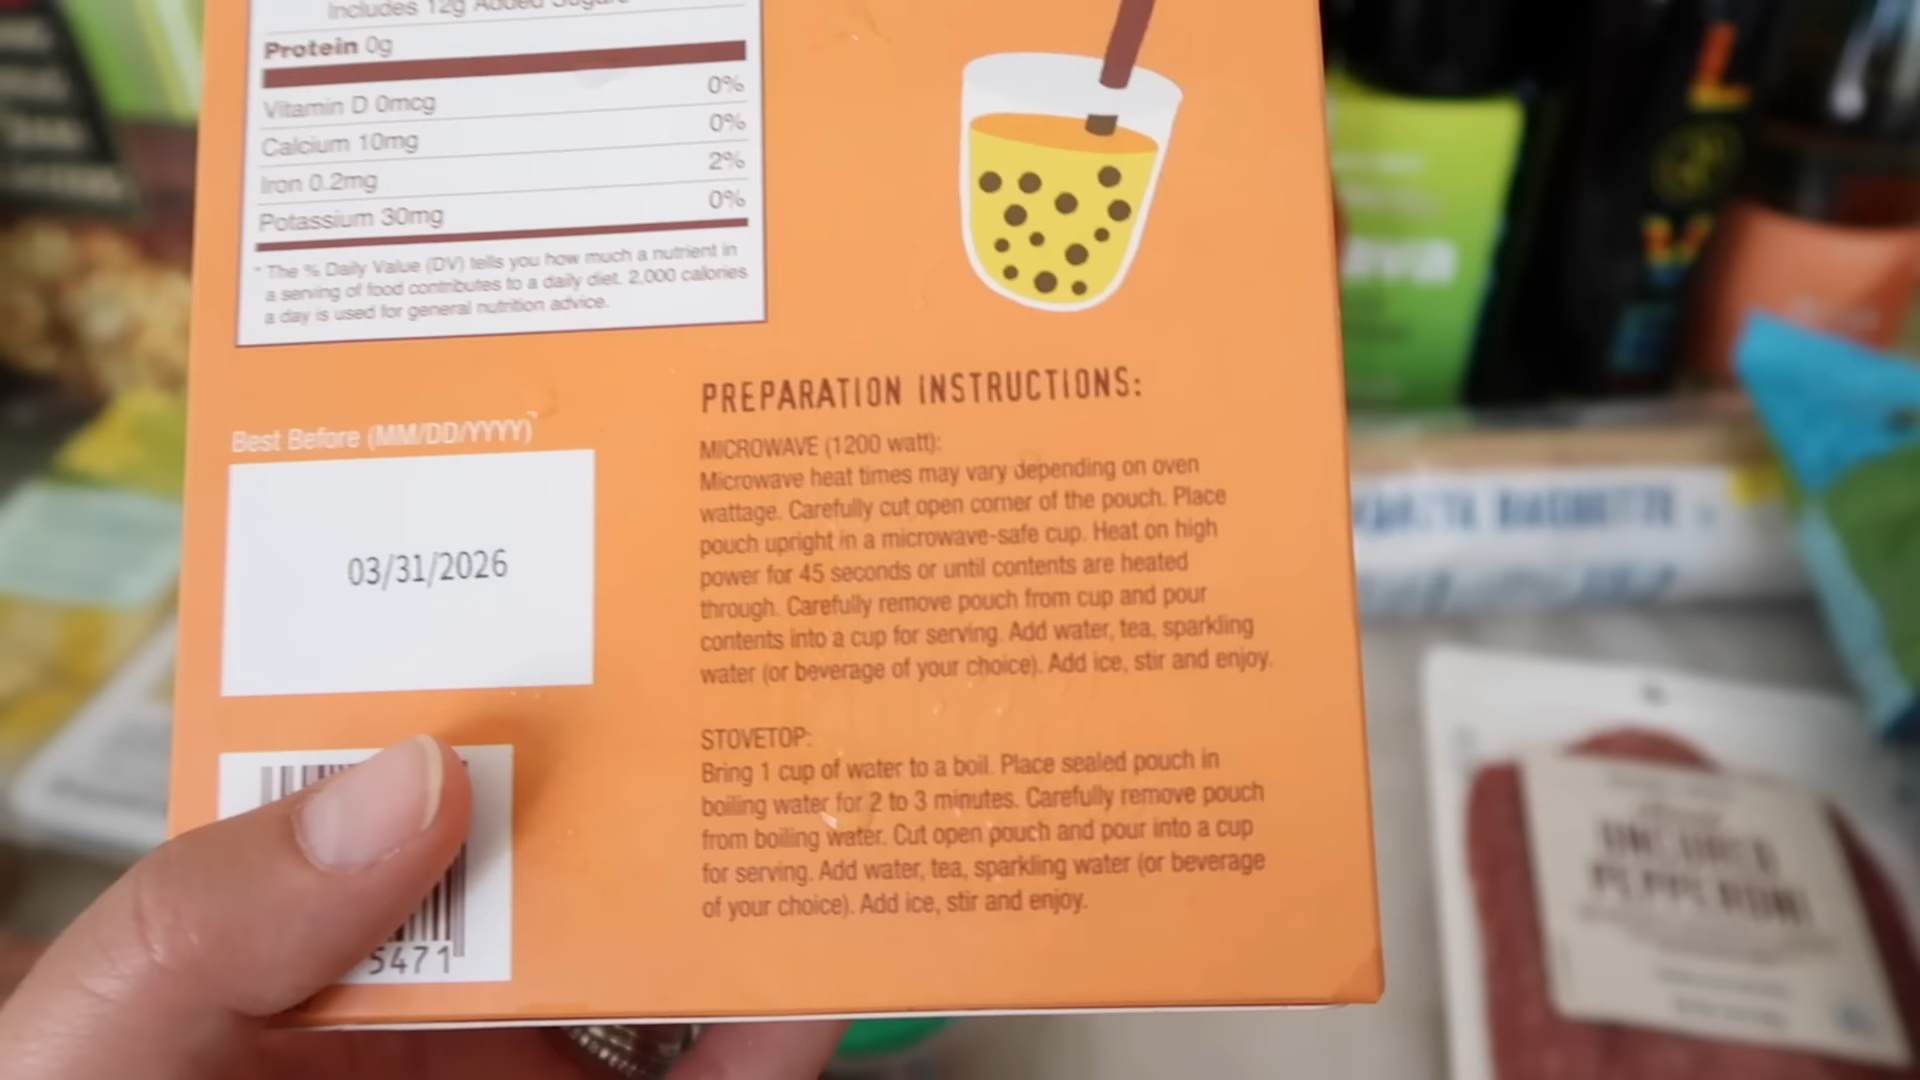 Includes 12g Added Sugars
Protein 0g
Vitamin D 0mcg 0%
Calcium 10mg 0%
Iron 0.2mg 2%
Potassium 30mg 0%
* The % Daily Value (DV) tells you how much a nutrient in
a serving of food contributes to a daily diet. 2,000 calories
a day is used for general nutrition advice.
Best Before (MM/DD/YYYY)
03/31/2026
5471
PREPARATION INSTRUCTIONS:
MICROWAVE (1200 watt):
Microwave heat times may vary depending on oven
wattage. Carefully cut open corner of the pouch. Place
pouch upright in a microwave-safe cup. Heat on high
power for 45 seconds or until contents are heated
through. Carefully remove pouch from cup and pour
contents into a cup for serving. Add water, tea, sparkling
water (or beverage of your choice). Add ice, stir and enjoy.
STOVETOP:
Bring 1 cup of water to a boil. Place sealed pouch in
boiling water for 2 to 3 minutes. Carefully remove pouch
from boiling water. Cut open pouch and pour into a cup
for serving. Add water, tea, sparkling water (or beverage
of your choice). Add ice, stir and enjoy.
UNCURED
PEPPERONI